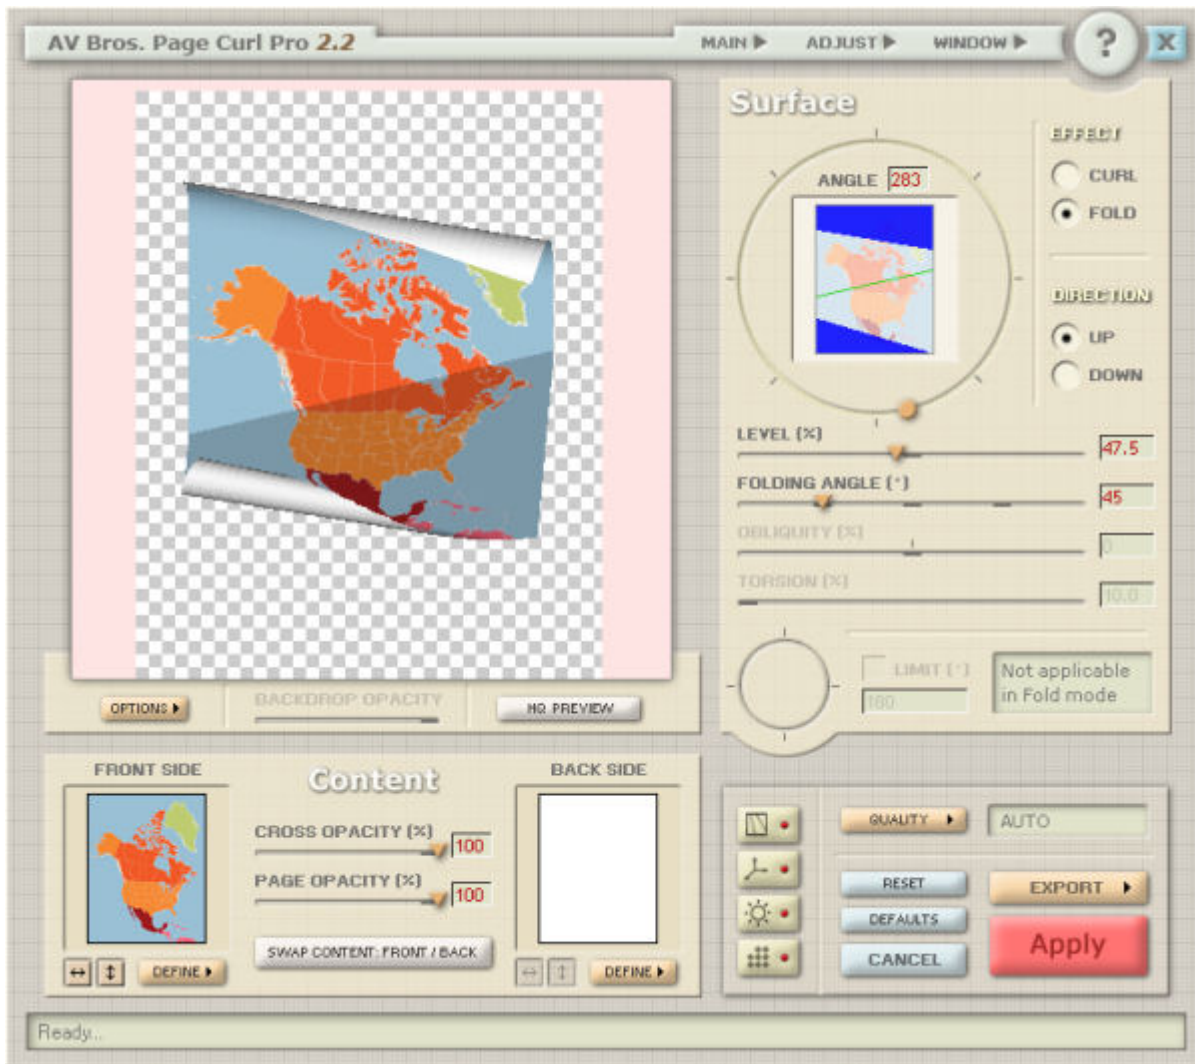 AV Bros. Page Curl Pro 2.2
MAIN
ADJUST
WINDOW
?
X
Surface
ANGLE 283
EFFECT
CURL
FOLD
DIRECTION
UP
DOWN
LEVEL (%)
47.5
FOLDING ANGLE (°)
45
OBLIQUITY (%)
0
TORSION (%)
10.0
LIMIT (°)
180
Not applicable
in Fold mode
OPTIONS
BACKDROP OPACITY
HQ PREVIEW
FRONT SIDE
Content
BACK SIDE
CROSS OPACITY (%)
100
PAGE OPACITY (%)
100
SWAP CONTENT: FRONT / BACK
DEFINE
DEFINE
QUALITY
AUTO
RESET
DEFAULTS
CANCEL
EXPORT
Apply
Ready...